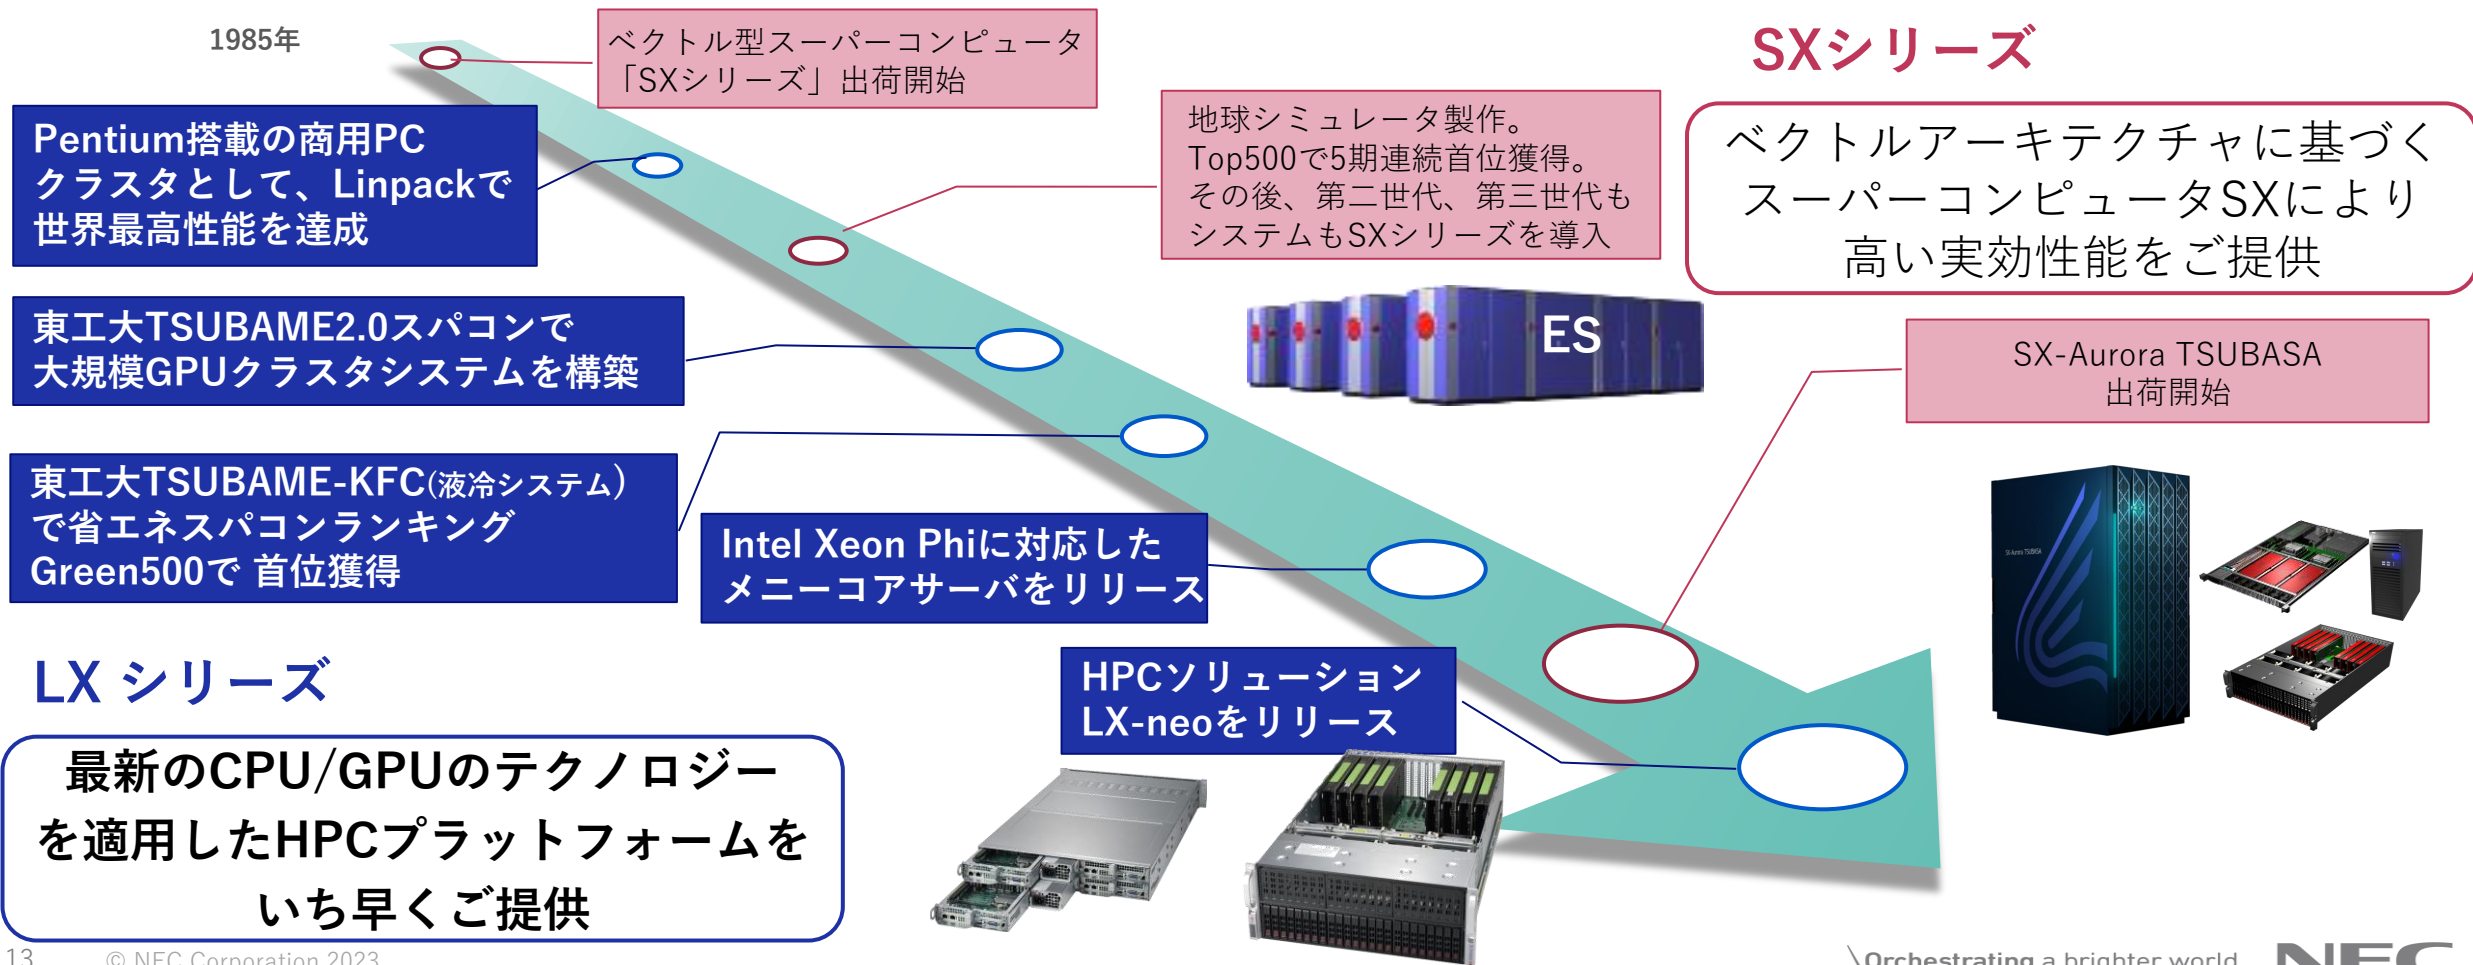 1985年
ベクトル型スーパーコンピュータ
「SXシリーズ」出荷開始
SXシリーズ
ベクトルアーキテクチャに基づく
スーパーコンピュータSXにより
高い実効性能をご提供
Pentium搭載の商用PC
クラスタとして、Linpackで
世界最高性能を達成
地球シミュレータ製作。
Top500で5期連続首位獲得。
その後、第二世代、第三世代も
システムもSXシリーズを導入
東工大TSUBAME2.0スパコンで
大規模GPUクラスタシステムを構築
ES
SX-Aurora TSUBASA
出荷開始
東工大TSUBAME-KFC(液冷システム)
で省エネスパコンランキング
Green500で 首位獲得
Intel Xeon Phiに対応した
メニーコアサーバをリリース
SX-Aurora TSUBASA
HPCソリューション
LX-neoをリリース
LX シリーズ
最新のCPU/GPUのテクノロジー
を適用したHPCプラットフォームを
いち早くご提供
13
© NEC Corporation 2023
\Orchestrating a brighter world
NEC